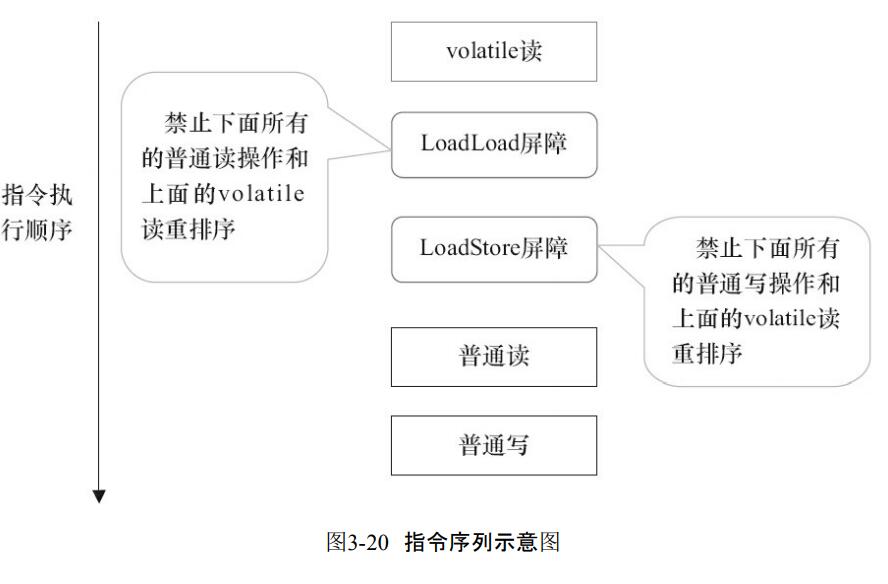 volatile读
禁止下面所有
的普通读操作和
上面的volatile
读重排序
LoadLoad屏障
指令执
行顺序
LoadStore屏障
禁止下面所有
的普通写操作和
上面的volatile读
重排序
普通读
普通写
图3-20 指令序列示意图